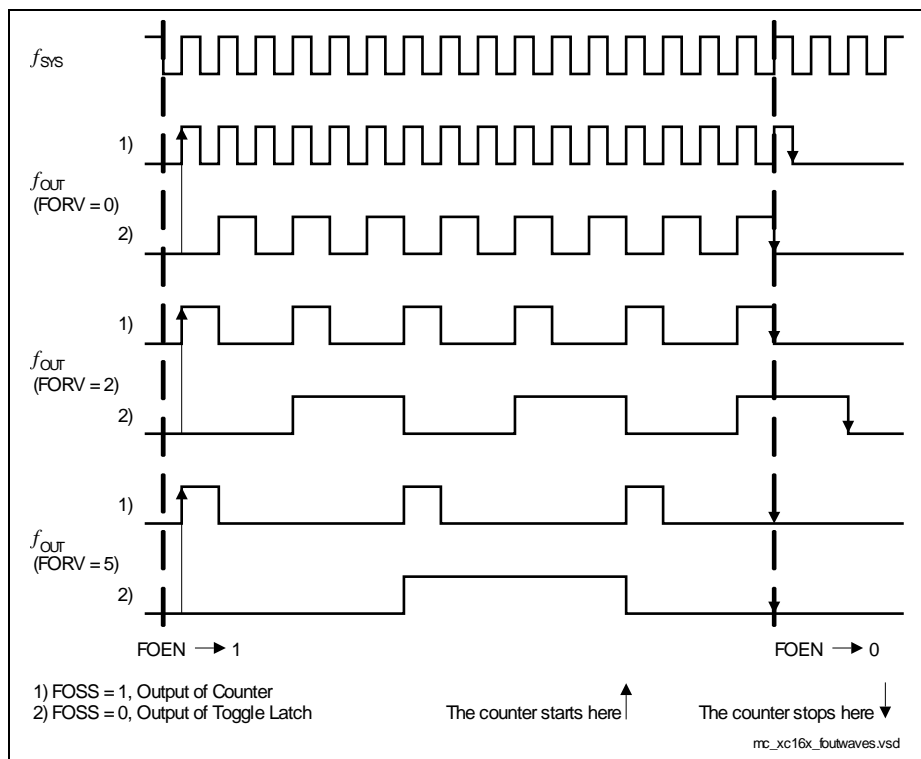 fSYS
1)
fOUT
(FORV = 0)
2)
1)
fOUT
(FORV = 2)
2)
1)
fOUT
(FORV = 5)
2)
FOEN → 1
FOEN → 0
1) FOSS = 1, Output of Counter
2) FOSS = 0, Output of Toggle Latch
The counter starts here
The counter stops here
mc_xc16x_foutwaves.vsd